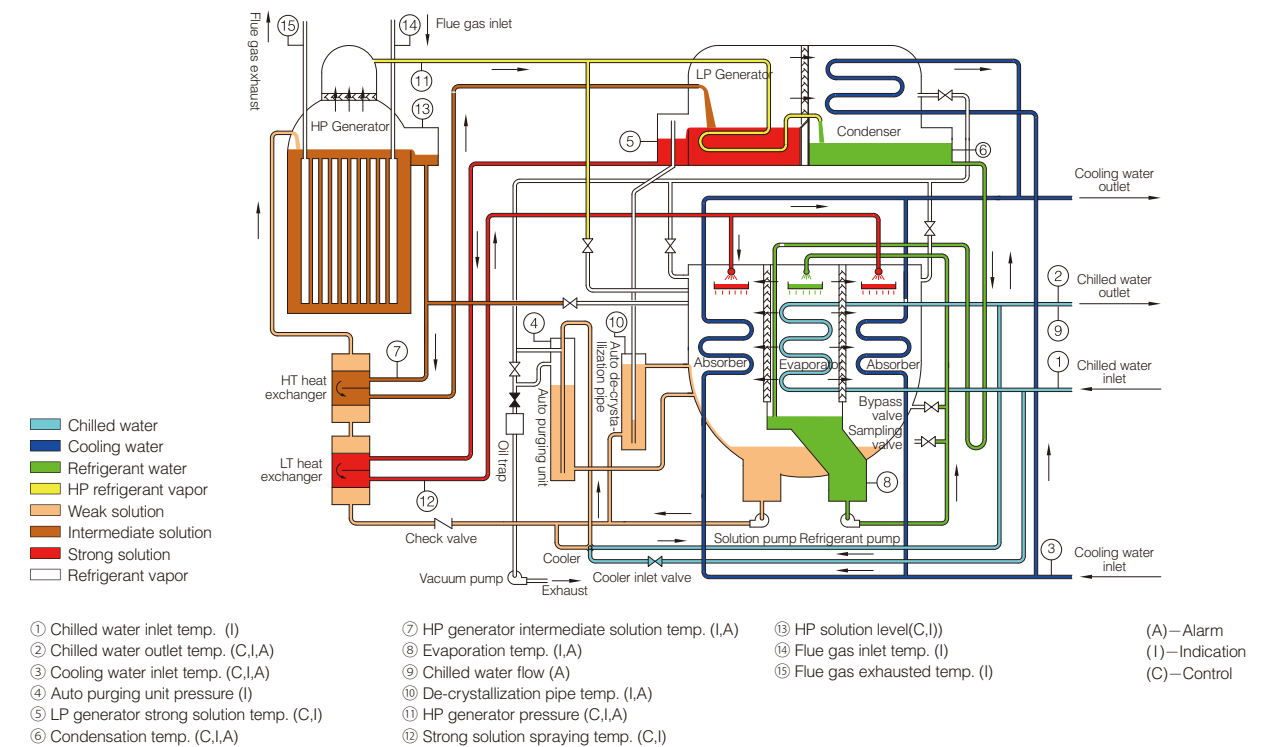 Flue gas exhaust
15
14
Flue gas inlet
11
13
HP Generator
LP Generator
Condenser
5
6
Cooling water
outlet
2
Chilled water
outlet
9
1
Chilled water
inlet
4
10
7
Auto de-crysta-
llization pipe
Absorber
Evaporator
Absorber
Bypass
valve
Sampling
valve
HT heat
exchanger
Auto purging unit
Oil trap
LT heat
exchanger
8
12
Check valve
Solution pump
Refrigerant pump
Cooler
3
Cooling water
inlet
Vacuum pump
Cooler inlet valve
Exhaust
Chilled water
Cooling water
Refrigerant water
HP refrigerant vapor
Weak solution
Intermediate solution
Strong solution
Refrigerant vapor
① Chilled water inlet temp. (I)
② Chilled water outlet temp. (C,I,A)
③ Cooling water inlet temp. (C,I,A)
④ Auto purging unit pressure (I)
⑤ LP generator strong solution temp. (C,I)
⑥ Condensation temp. (C,I,A)
⑦ HP generator intermediate solution temp. (I,A)
⑧ Evaporation temp. (I,A)
⑨ Chilled water flow (A)
⑩ De-crystallization pipe temp. (I,A)
⑪ HP generator pressure (C,I,A)
⑫ Strong solution spraying temp. (C,I)
⑬ HP solution level(C,I))
⑭ Flue gas inlet temp. (I)
⑮ Flue gas exhausted temp. (I)
(A)—Alarm
(I)—Indication
(C)—Control